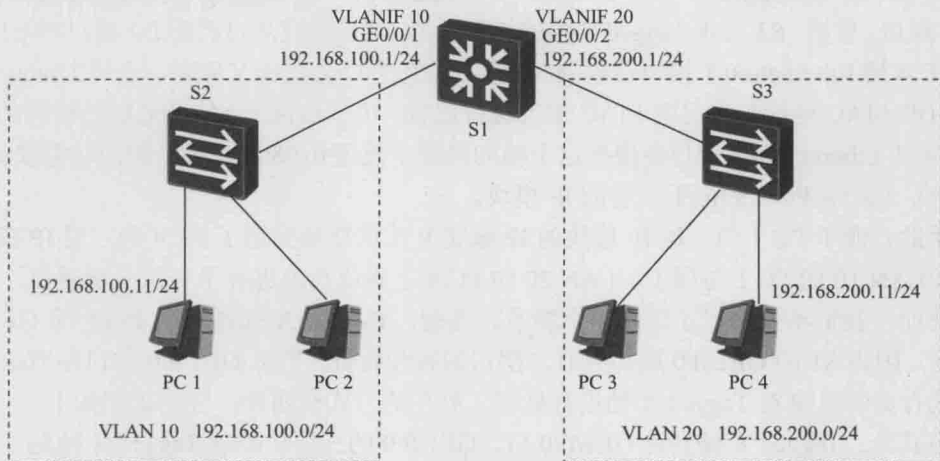 VLANIF 10
GE0/0/1
192.168.100.1/24
VLANIF 20
GE0/0/2
192.168.200.1/24
S2
S1
S3
192.168.100.11/24
192.168.200.11/24
PC 1
PC 2
PC 3
PC 4
VLAN 10 192.168.100.0/24
VLAN 20 192.168.200.0/24